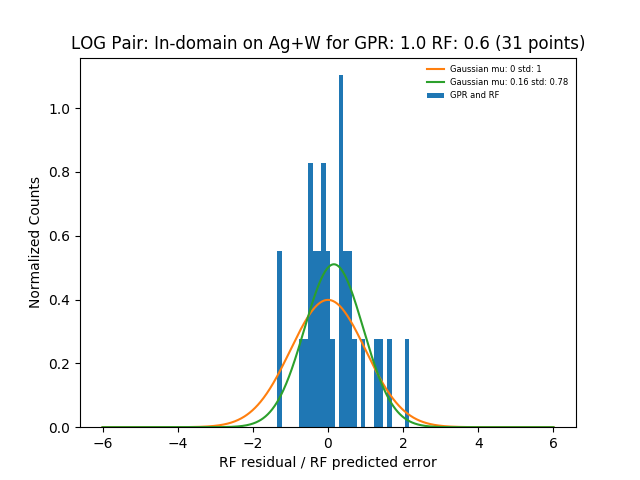 LOG Pair: In-domain on Ag+W for GPR: 1.0 RF: 0.6 (31 points)
Gaussian mu: 0 std: 1
Gaussian mu: 0.16 std: 0.78
GPR and RF
Normalized Counts
1.0
0.8
0.6
0.4
0.2
0.0
−6 −4 −2 0 2 4 6
RF residual / RF predicted error